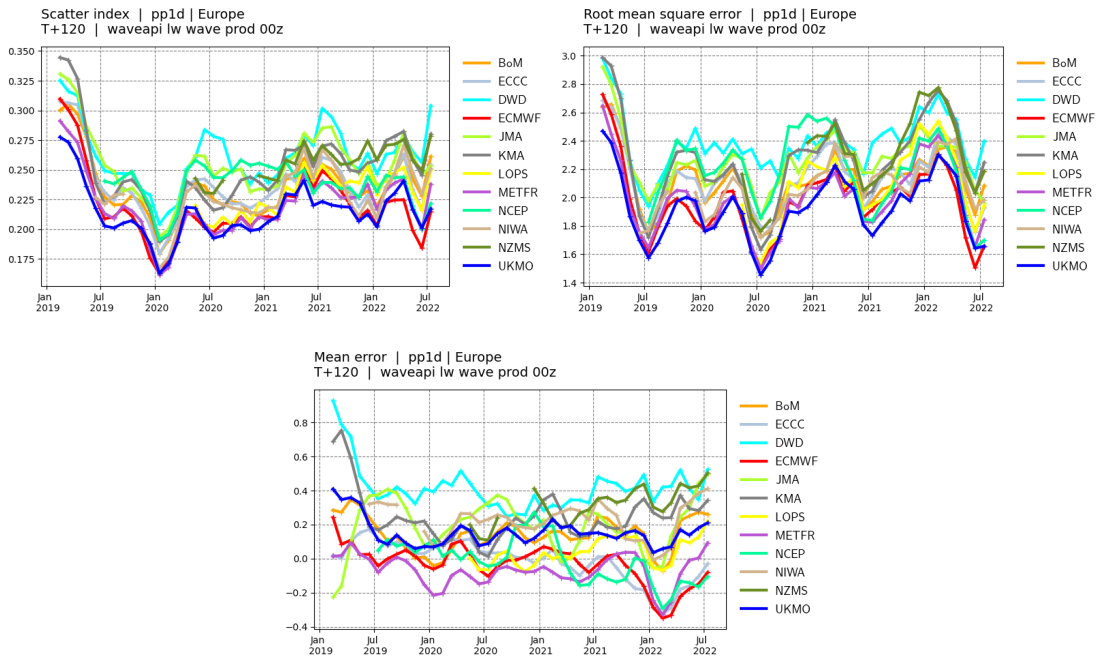 Scatter index | pp1d | Europe
T+120 | waveapi lw wave prod 00z
0.350
0.325
0.300
0.275
0.250
0.225
0.200
0.175
Jan 2019
Jul 2019
Jan 2020
Jul 2020
Jan 2021
Jul 2021
Jan 2022
Jul 2022
BoM
ECCC
DWD
ECMWF
JMA
KMA
LOPS
METFR
NCEP
NIWA
NZMS
UKMO
Root mean square error | pp1d | Europe
T+120 | waveapi lw wave prod 00z
3.0
2.8
2.6
2.4
2.2
2.0
1.8
1.6
1.4
Jan 2019
Jul 2019
Jan 2020
Jul 2020
Jan 2021
Jul 2021
Jan 2022
Jul 2022
BoM
ECCC
DWD
ECMWF
JMA
KMA
LOPS
METFR
NCEP
NIWA
NZMS
UKMO
Mean error | pp1d | Europe
T+120 | waveapi lw wave prod 00z
0.8
0.6
0.4
0.2
0.0
−0.2
−0.4
Jan 2019
Jul 2019
Jan 2020
Jul 2020
Jan 2021
Jul 2021
Jan 2022
Jul 2022
BoM
ECCC
DWD
ECMWF
JMA
KMA
LOPS
METFR
NCEP
NIWA
NZMS
UKMO